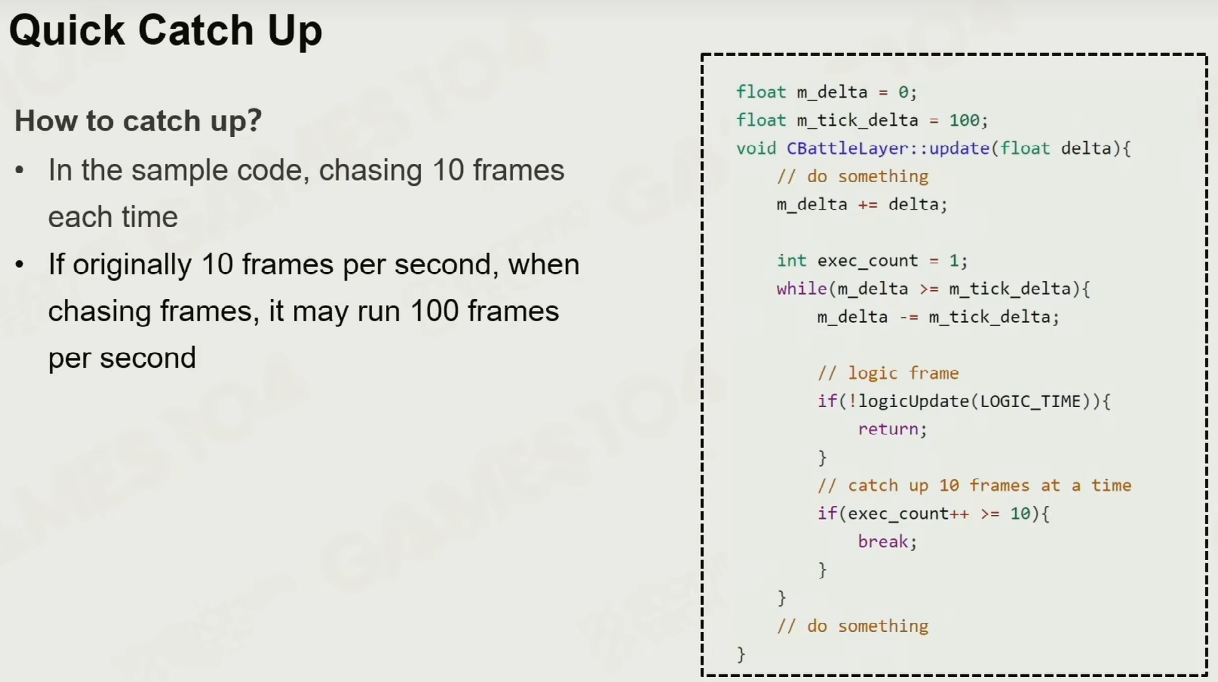 Quick Catch Up
How to catch up?
• In the sample code, chasing 10 frames
each time
• If originally 10 frames per second, when
chasing frames, it may run 100 frames
per second
float m_delta = 0;
float m_tick_delta = 100;
void CBattleLayer::update(float delta){
// do something
m_delta += delta;
int exec_count = 1;
while(m_delta >= m_tick_delta){
m_delta -= m_tick_delta;
// logic frame
if(!logicUpdate(LOGIC_TIME)){
return;
}
// catch up 10 frames at a time
if(exec_count++ >= 10){
break;
}
}
// do something
}
GAMES104
GAMES104
GAMES104